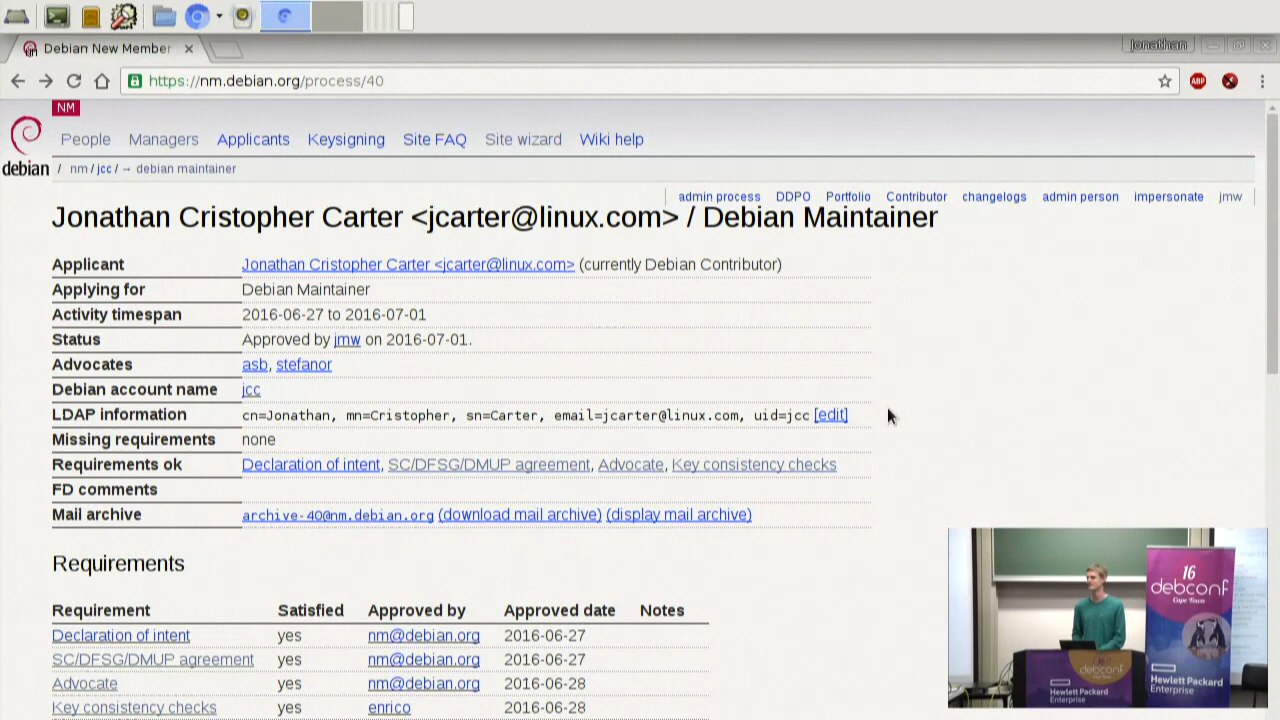 Debian New Member
jonathan
https://nm.debian.org/process/40
ABP
NM
People Managers Applicants Keysigning Site FAQ Site wizard Wiki help
debian / nm / jcc / → debian maintainer
admin process DDPO Portfolio Contributor changelogs admin person impersonate jmw
Jonathan Cristopher Carter <jcarter@linux.com> / Debian Maintainer
Applicant Jonathan Cristopher Carter <jcarter@linux.com> (currently Debian Contributor)
Applying for Debian Maintainer
Activity timespan 2016-06-27 to 2016-07-01
Status Approved by jmw on 2016-07-01.
Advocates asb, stefanor
Debian account name jcc
LDAP information cn=Jonathan, mn=Cristopher, sn=Carter, email=jcarter@linux.com, uid=jcc [edit]
Missing requirements none
Requirements ok Declaration of intent, SC/DFSG/DMUP agreement, Advocate, Key consistency checks
FD comments
Mail archive archive-40@nm.debian.org (download mail archive) (display mail archive)
Requirements
Requirement Satisfied Approved by Approved date Notes
Declaration of intent yes nm@debian.org 2016-06-27
SC/DFSG/DMUP agreement yes nm@debian.org 2016-06-27
Advocate yes nm@debian.org 2016-06-28
Key consistency checks yes enrico 2016-06-28
16
debconf
Cape Town
Hewlett Packard
Enterprise
debconf
Hewlett Packard
Enterprise